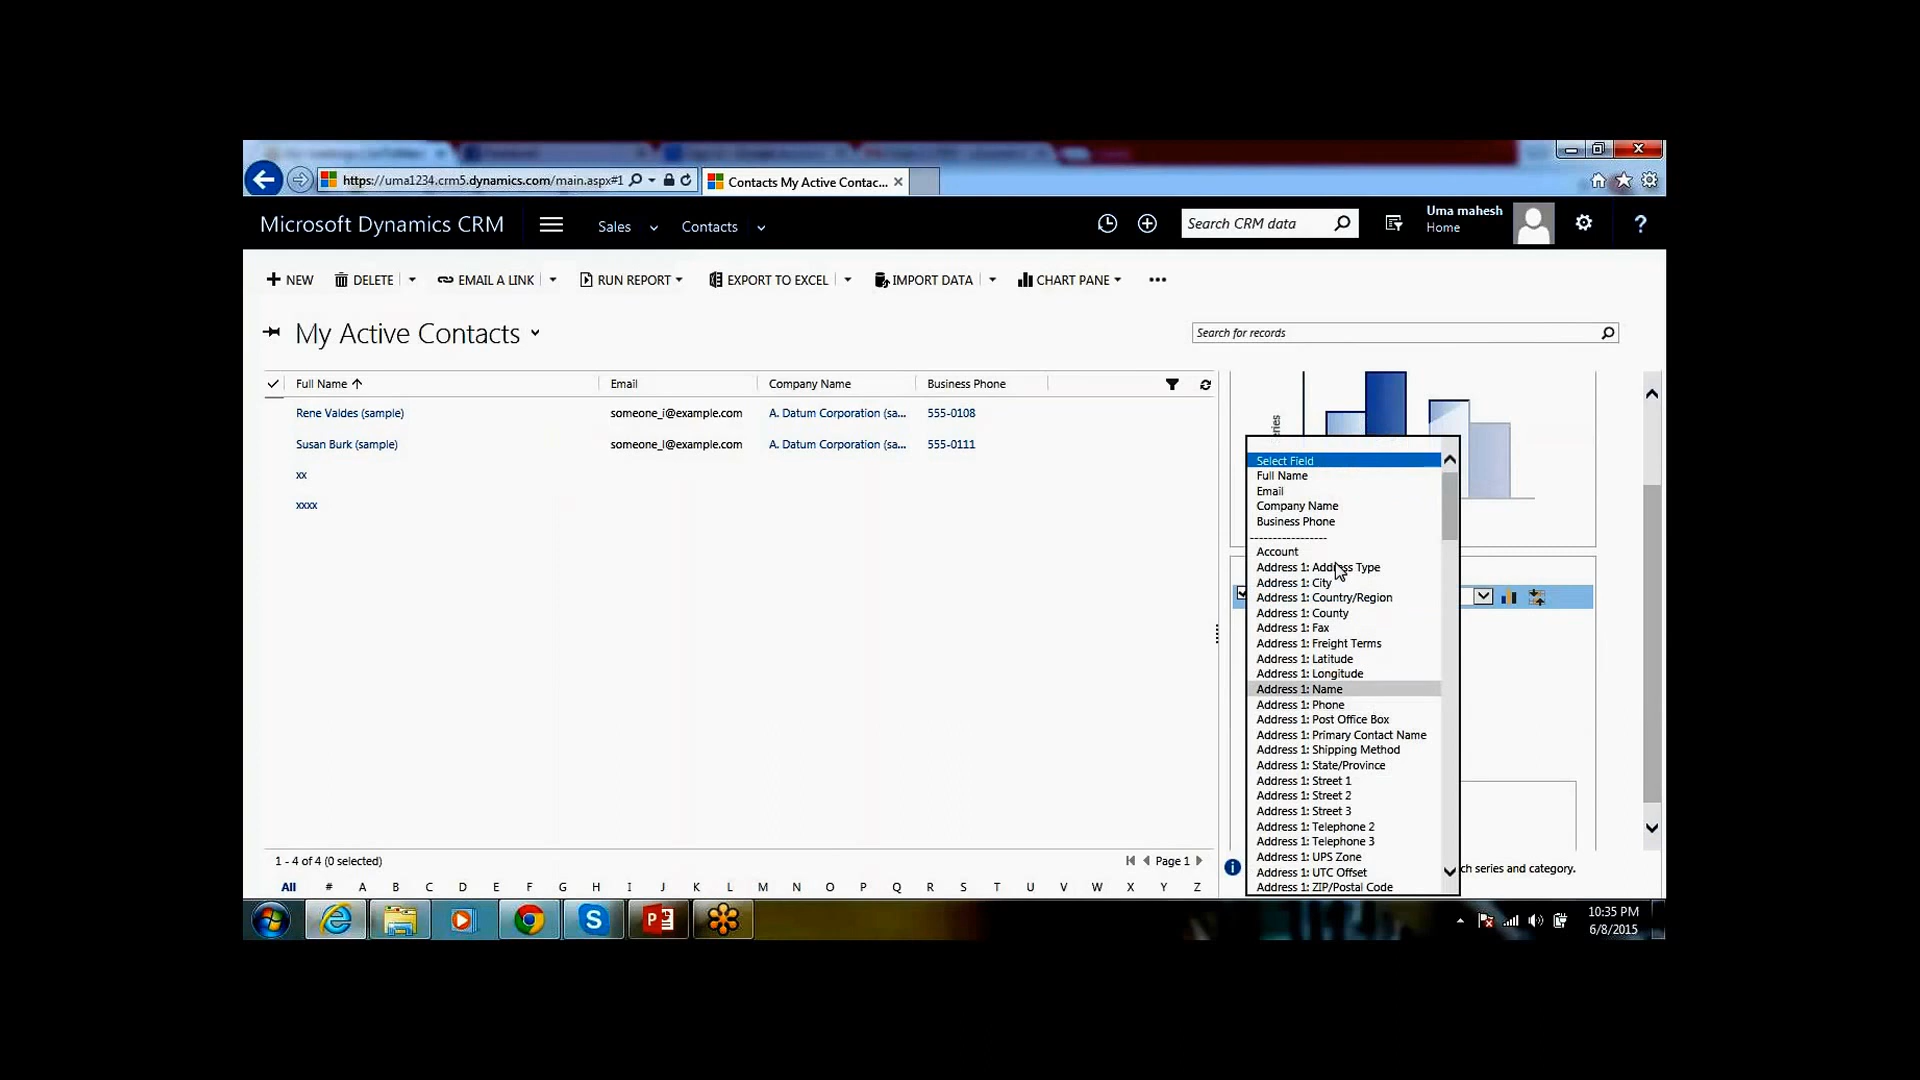 https://uma1234.crm5.dynamics.com/main.aspx#1
Contacts My Active Contac...
Microsoft Dynamics CRM
Sales
Contacts
Search CRM data
Uma mahesh
Home
?
NEW
DELETE
EMAIL A LINK
RUN REPORT
EXPORT TO EXCEL
IMPORT DATA
CHART PANE
...
My Active Contacts
Search for records
Full Name
Email
Company Name
Business Phone
Rene Valdes (sample)
someone_i@example.com
A. Datum Corporation (sa...
555-0108
Susan Burk (sample)
someone_l@example.com
A. Datum Corporation (sa...
555-0111
xx
xxxx
Select Field
Full Name
Email
Company Name
Business Phone
-----------------
Account
Address 1: Address Type
Address 1: City
Address 1: Country/Region
Address 1: County
Address 1: Fax
Address 1: Freight Terms
Address 1: Latitude
Address 1: Longitude
Address 1: Name
Address 1: Phone
Address 1: Post Office Box
Address 1: Primary Contact Name
Address 1: Shipping Method
Address 1: State/Province
Address 1: Street 1
Address 1: Street 2
Address 1: Street 3
Address 1: Telephone 2
Address 1: Telephone 3
Address 1: UPS Zone
Address 1: UTC Offset
Address 1: ZIP/Postal Code
ch series and category.
1 - 4 of 4 (0 selected)
Page 1
All # A B C D E F G H I J K L M N O P Q R S T U V W X Y Z
10:35 PM
6/8/2015